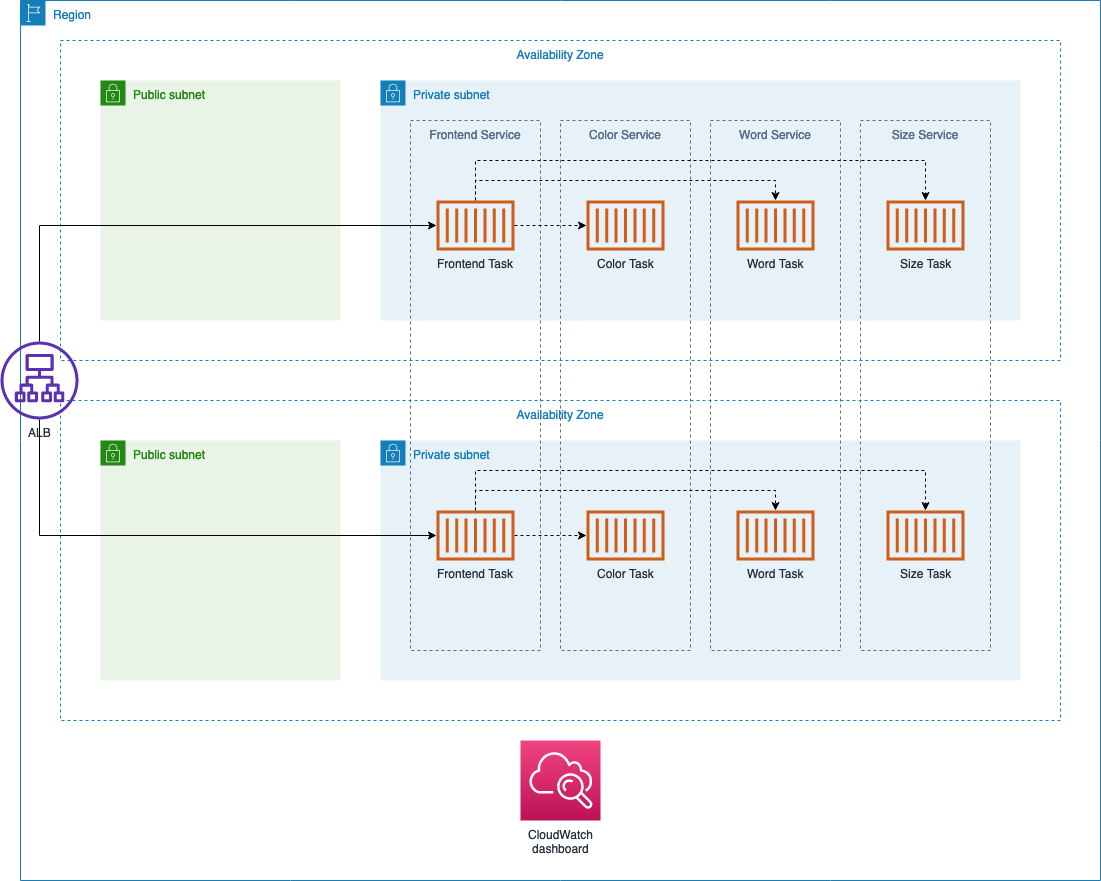 Region
Availability Zone
Public subnet
Private subnet
Frontend Service
Color Service
Word Service
Size Service
Frontend Task
Color Task
Word Task
Size Task
ALB
Availability Zone
Public subnet
Private subnet
Frontend Task
Color Task
Word Task
Size Task
CloudWatch
dashboard